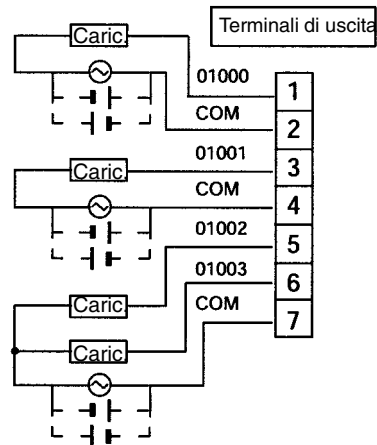 Terminali di uscita
Caric.
01000
1
COM
2
Caric.
01001
3
COM
4
01002
5
Caric.
01003
6
Caric.
COM
7